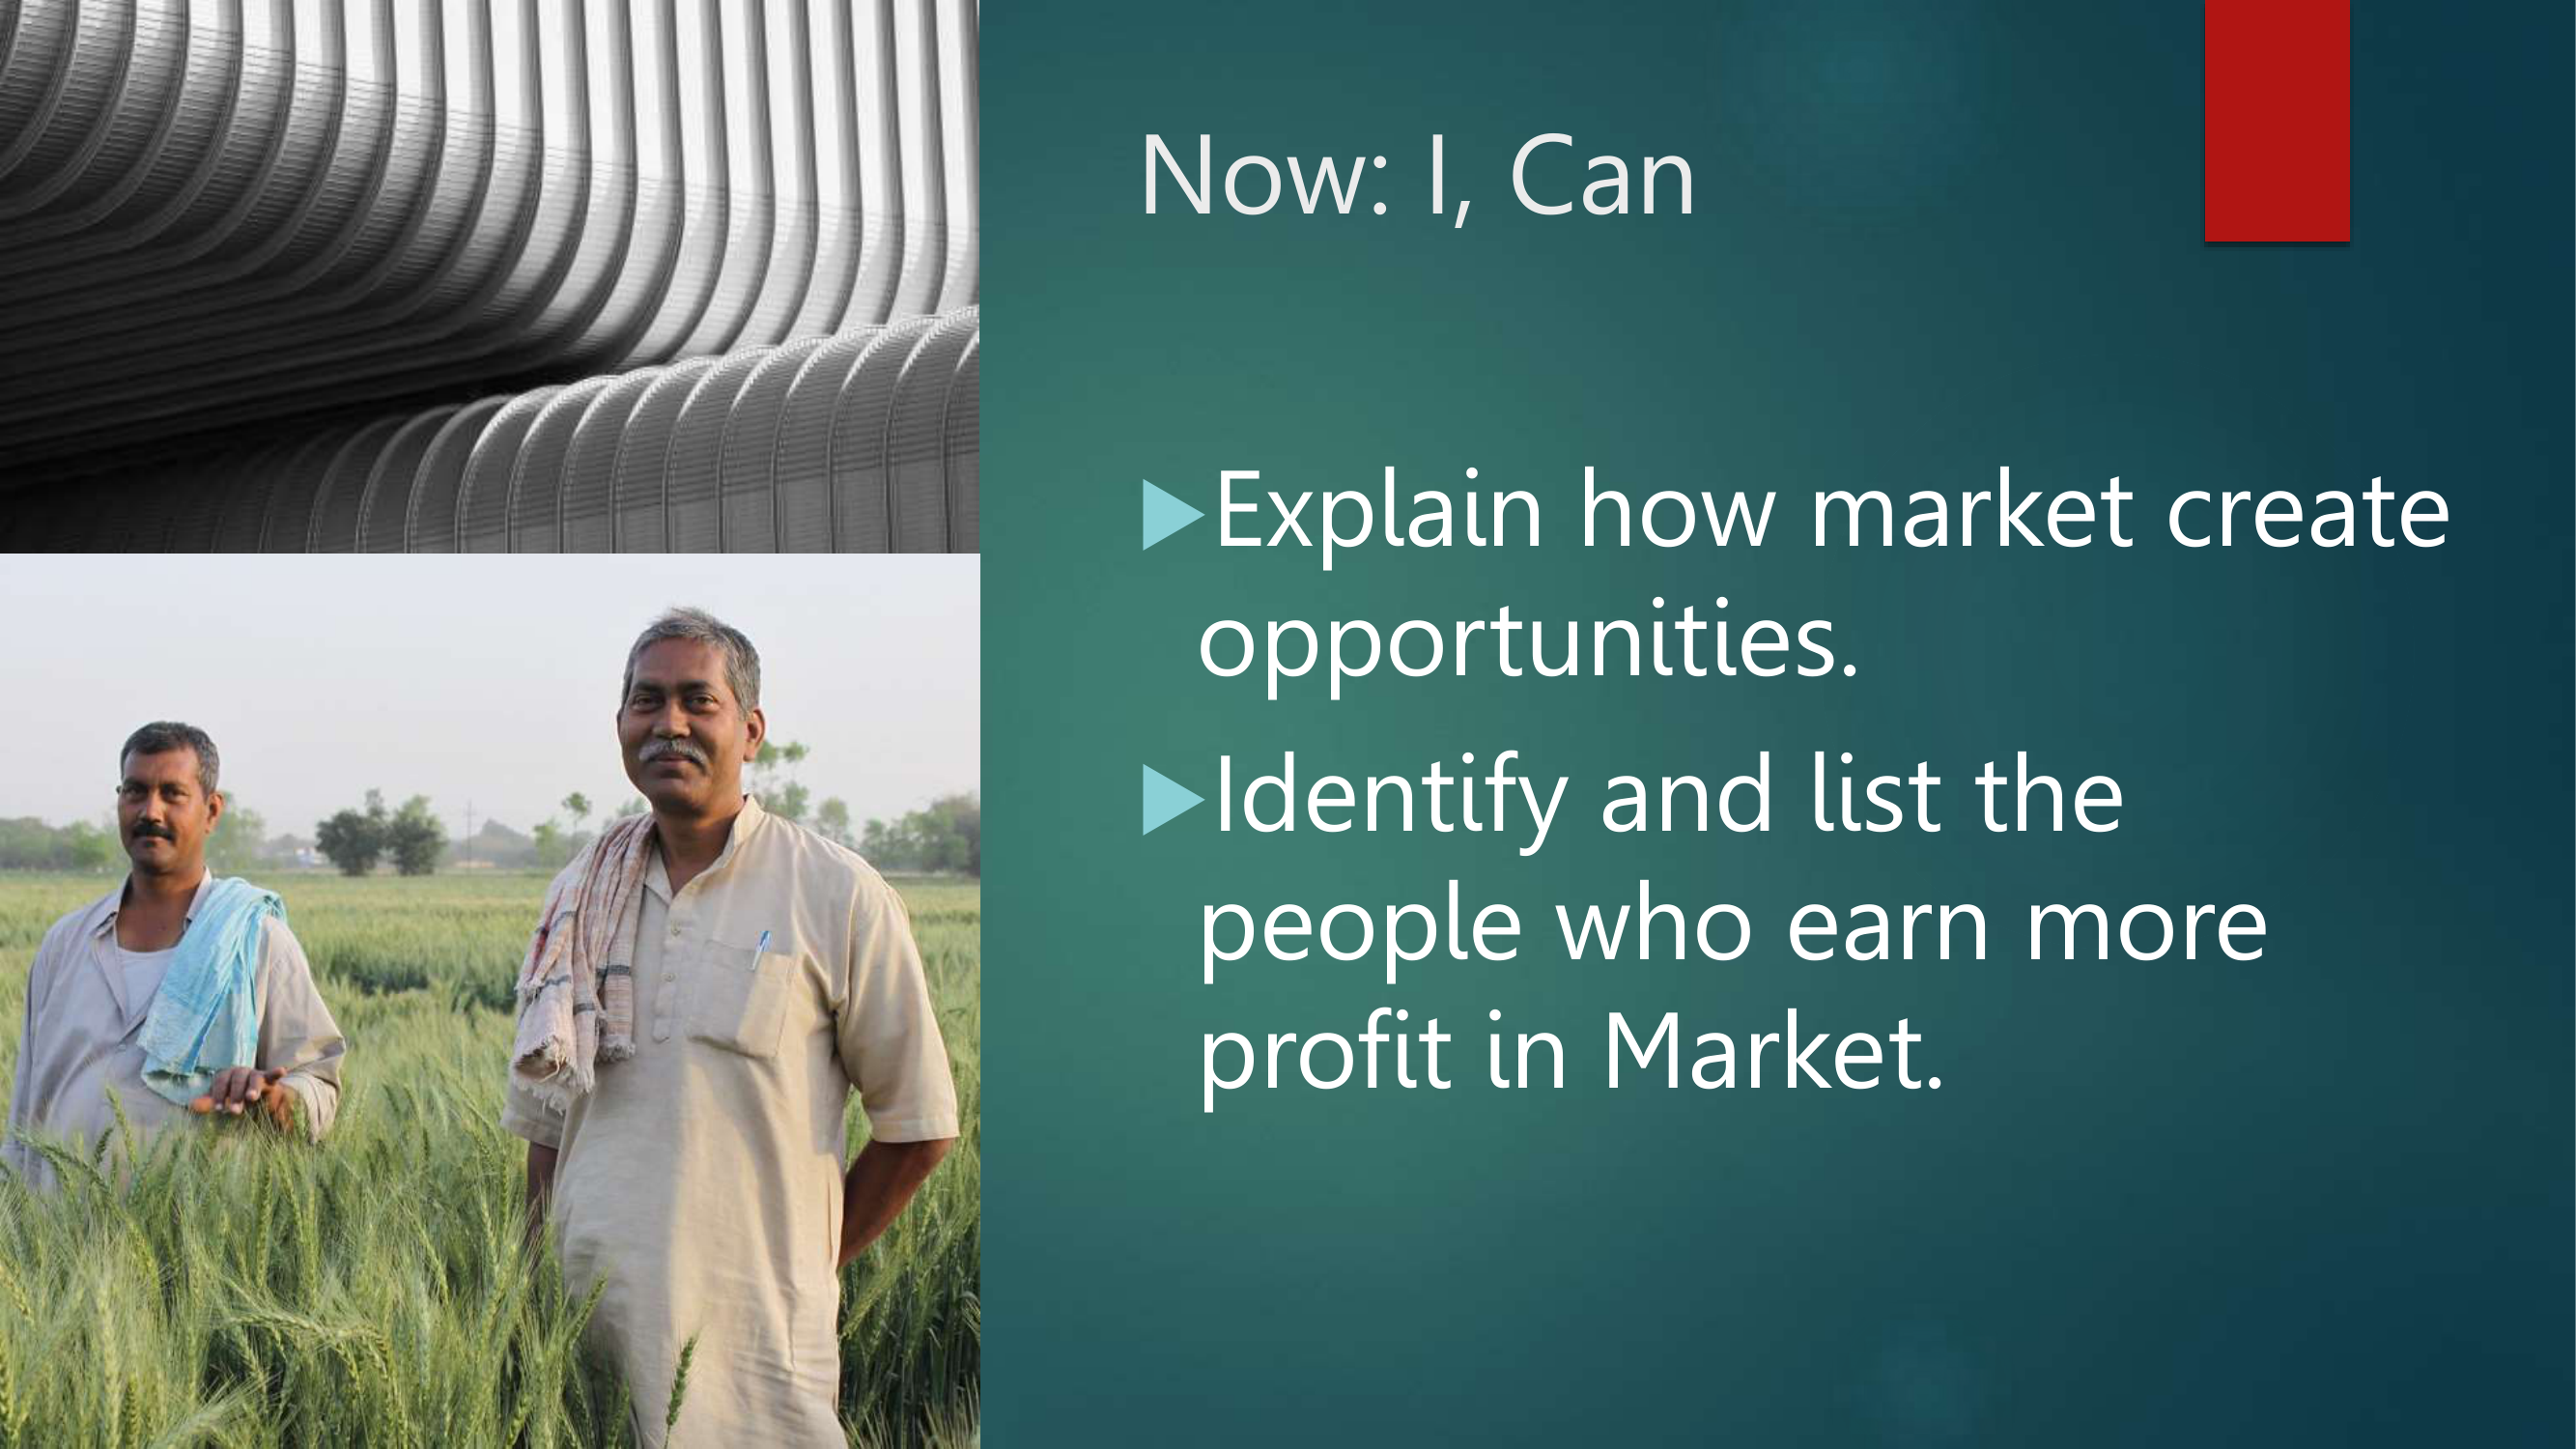 Now: I, Can
Explain how market create
opportunities.
Identify and list the
people who earn more
profit in Market.